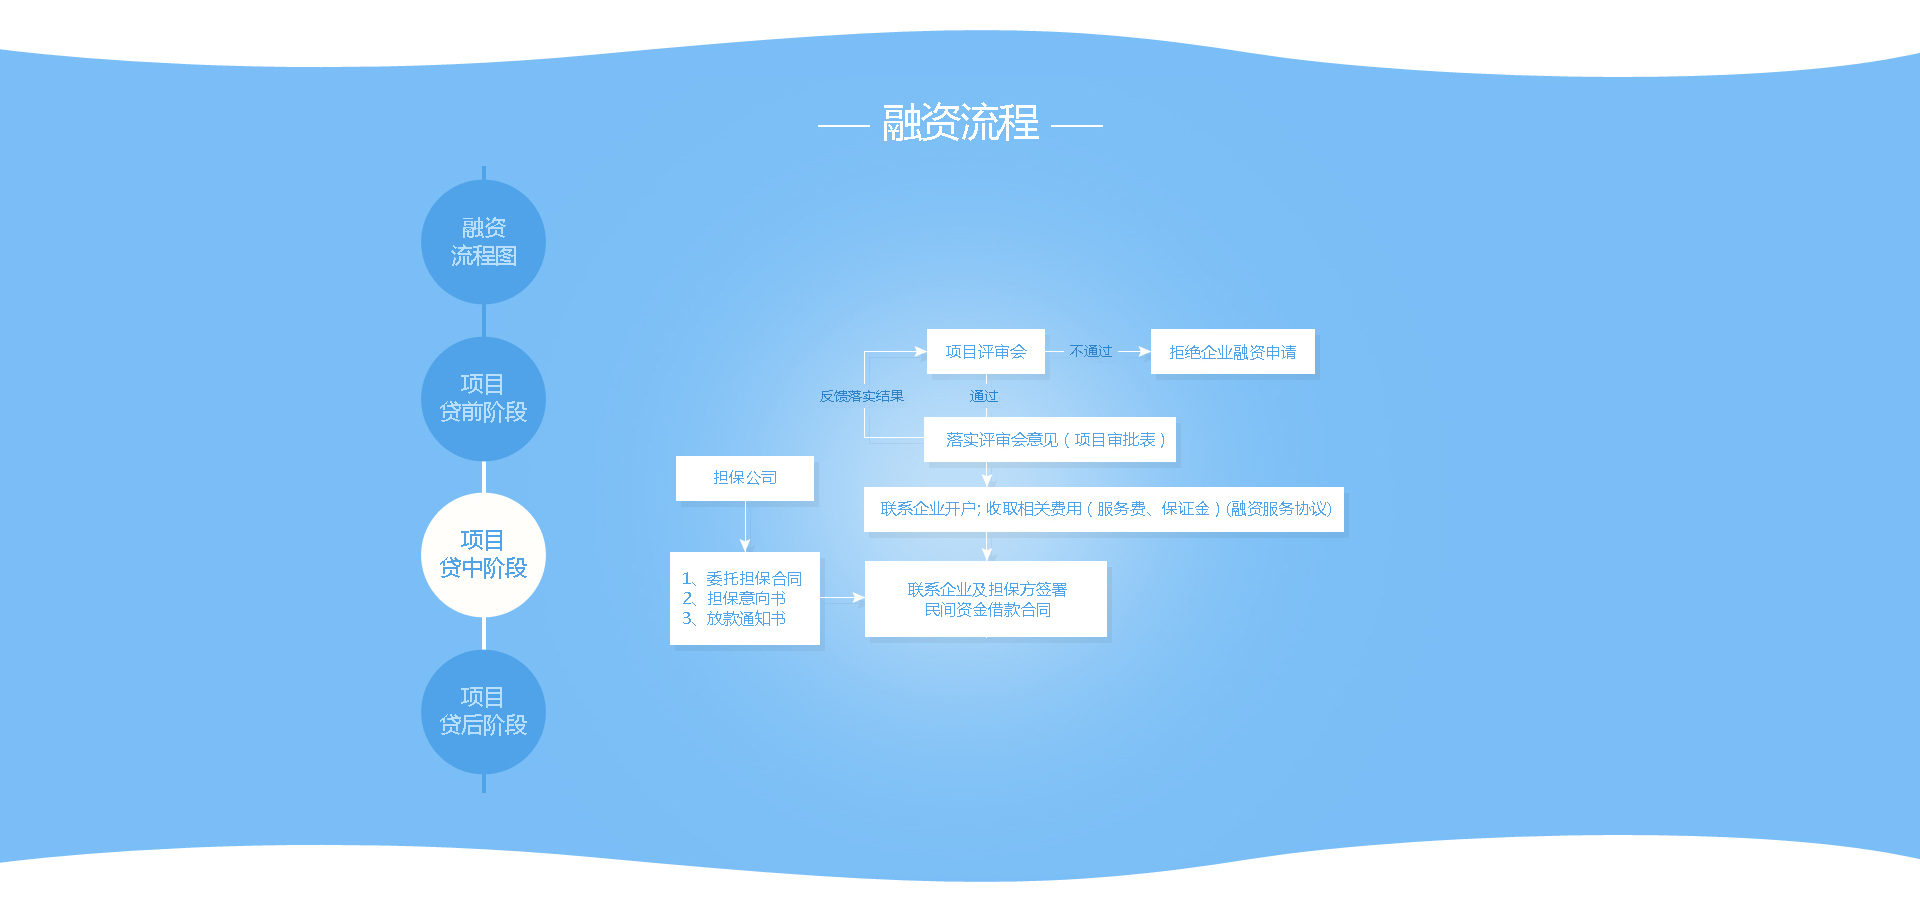 融资流程
融资
流程图
项目
贷前阶段
项目
贷中阶段
项目
贷后阶段
项目评审会
不通过
拒绝企业融资申请
反馈落实结果
通过
落实评审会意见（项目审批表）
担保公司
联系企业开户; 收取相关费用（服务费、保证金）(融资服务协议)
1、委托担保合同
2、担保意向书
3、放款通知书
联系企业及担保方签署
民间资金借款合同